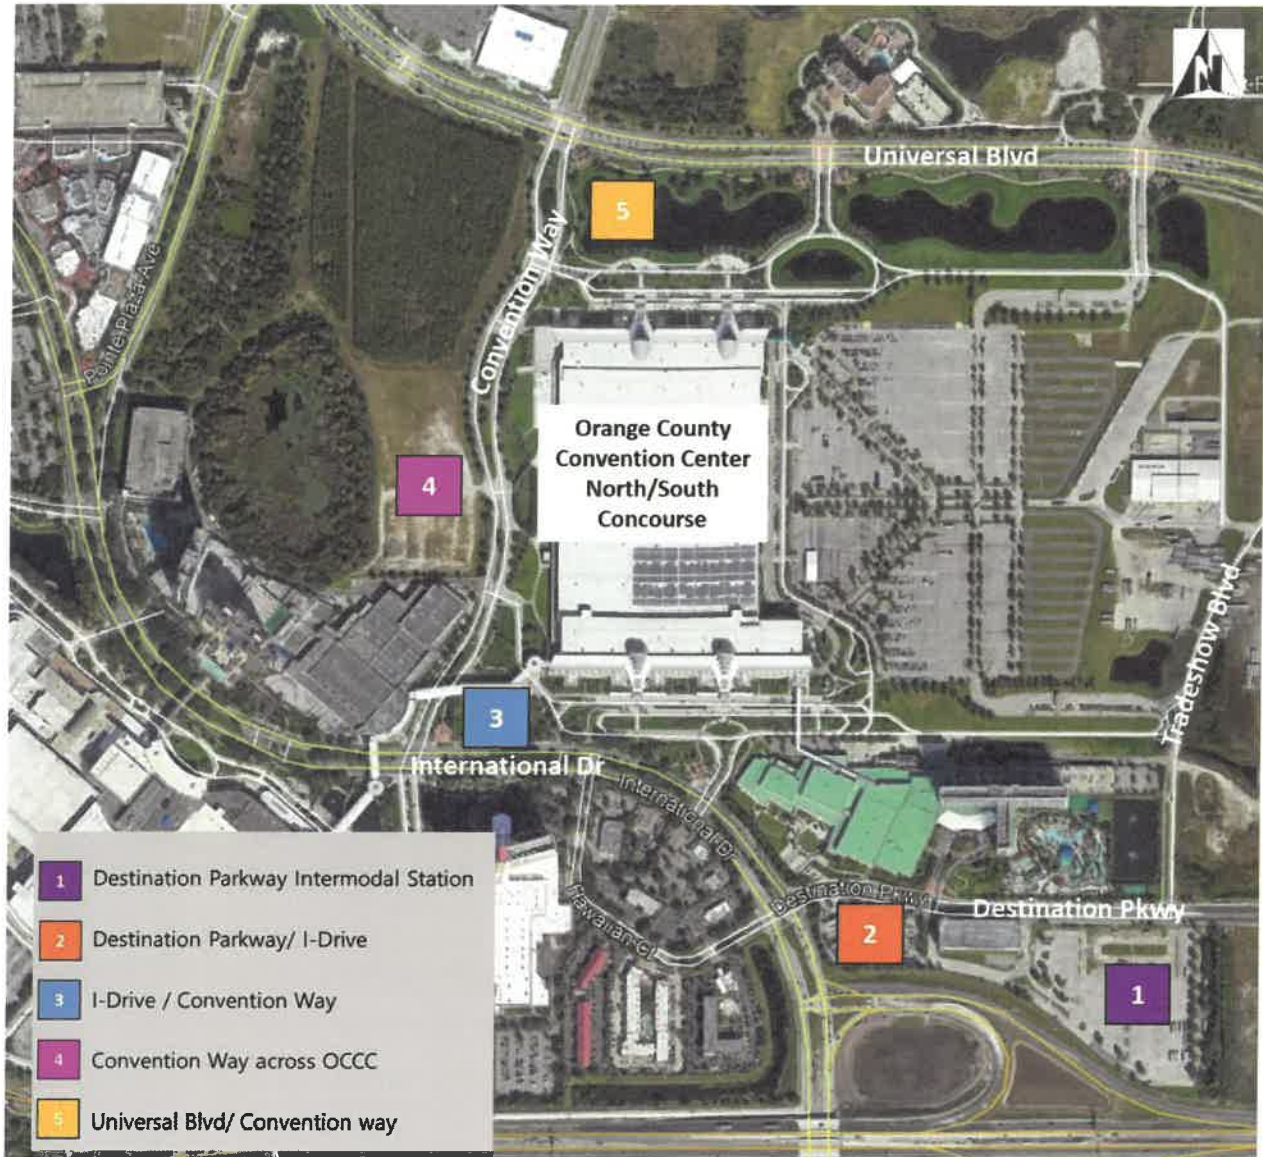 N
Universal Blvd
5
Convention Way
Pointe Plaza Ave
Orange County
Convention Center
North/South
Concourse
4
Tradeshow Blvd
3
International Dr
International Dr
Destination Pkwy
Destination Pkwy
Hawaiian Ct
2
1
1 Destination Parkway Intermodal Station
2 Destination Parkway/ I-Drive
3 I-Drive / Convention Way
4 Convention Way across OCCC
5 Universal Blvd/ Convention way